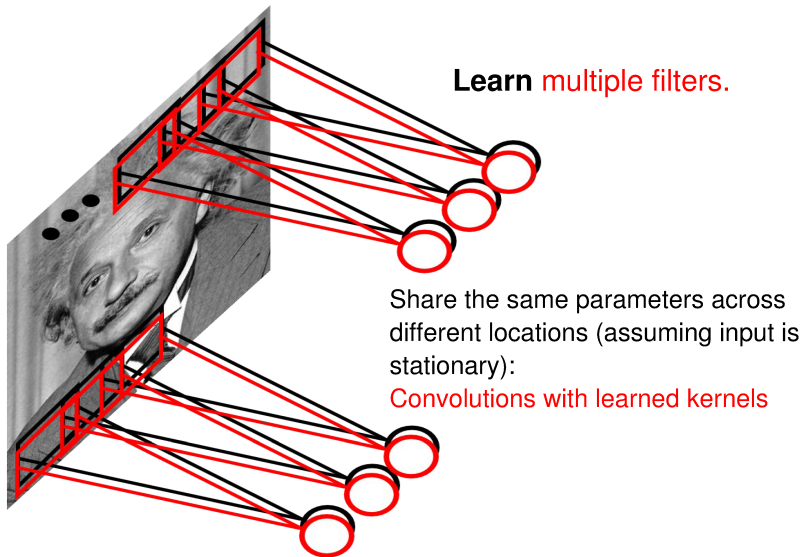 Learn multiple filters.
Share the same parameters across
different locations (assuming input is
stationary):
Convolutions with learned kernels